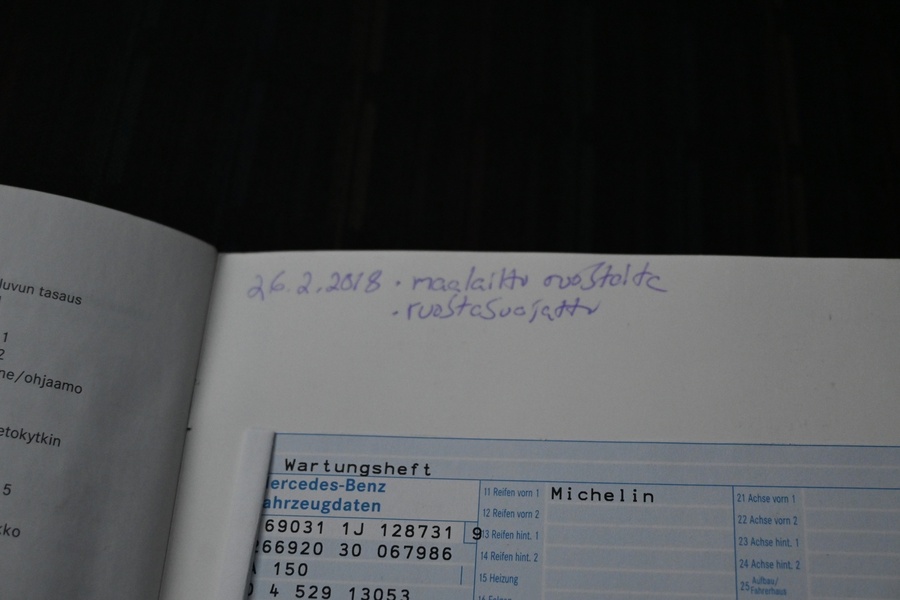 26.2.2018 · maalaittu ruosteita
· ruostesuojattu
luvun tasaus
1
2
ne/ohjaamo
etokytkin
5
kko
Wartungsheft
ercedes-Benz
ahrzeugdaten
69031 1J 128731 9
266920 30 067986
150
4 529 13053
11 Reifen vorn 1 Michelin
12 Reifen vorn 2
13 Reifen hint. 1
14 Reifen hint. 2
15 Heizung
21 Achse vorn 1
22 Achse vorn 2
23 Achse hint. 1
24 Achse hint. 2
25 Aufbau/
Fahrerhaus